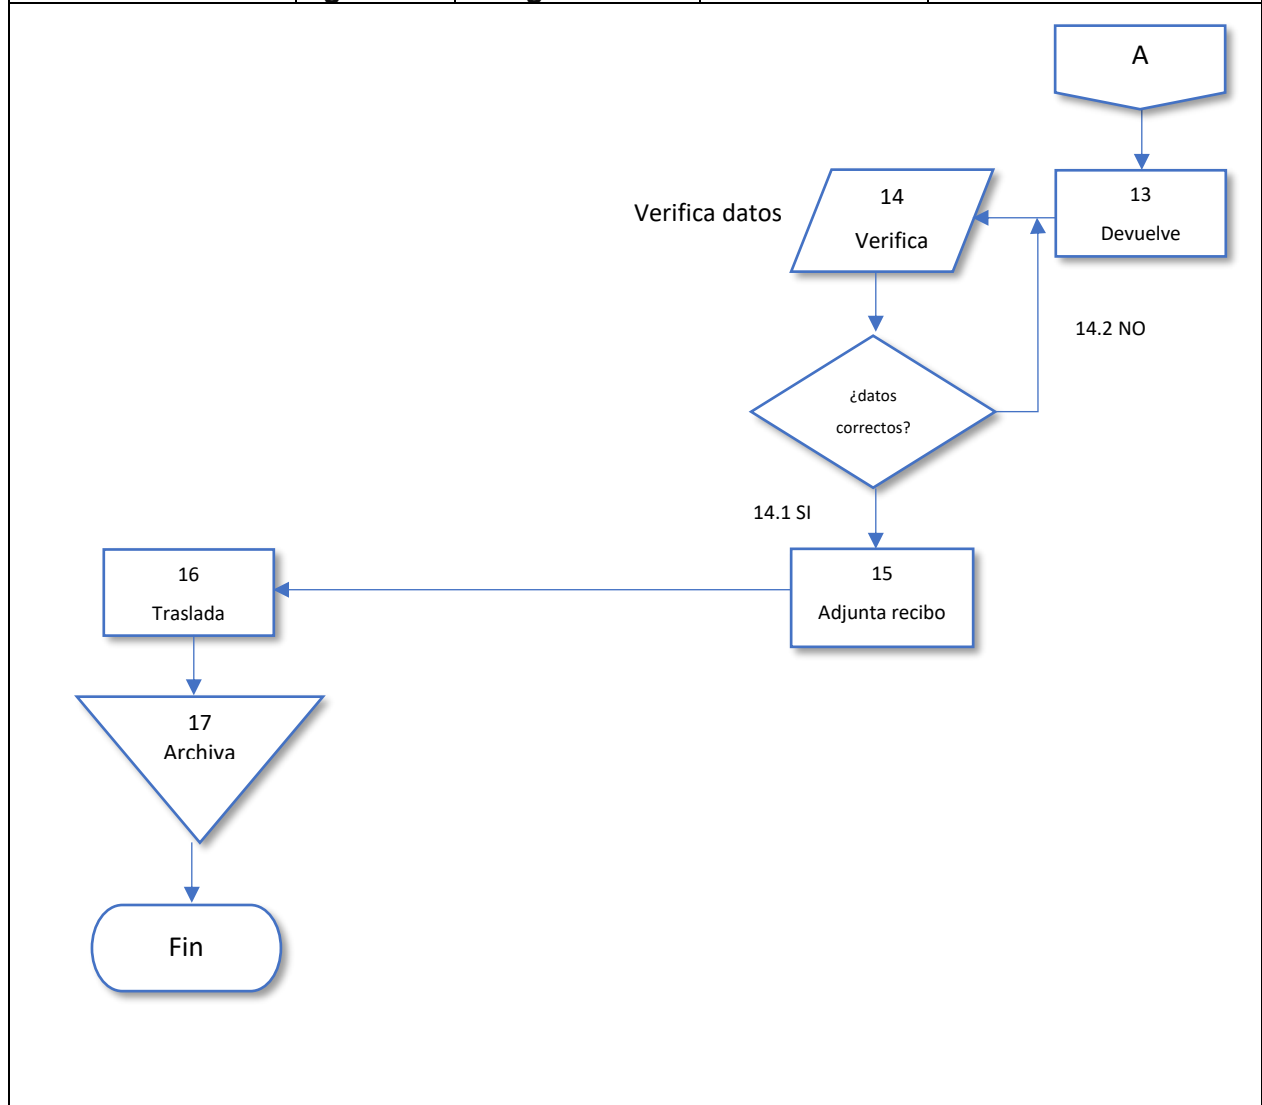 A
13
Devuelve
14
Verifica
Verifica datos
14.2 NO
¿datos
correctos?
14.1 SI
15
Adjunta recibo
16
Traslada
17
Archiva
Fin